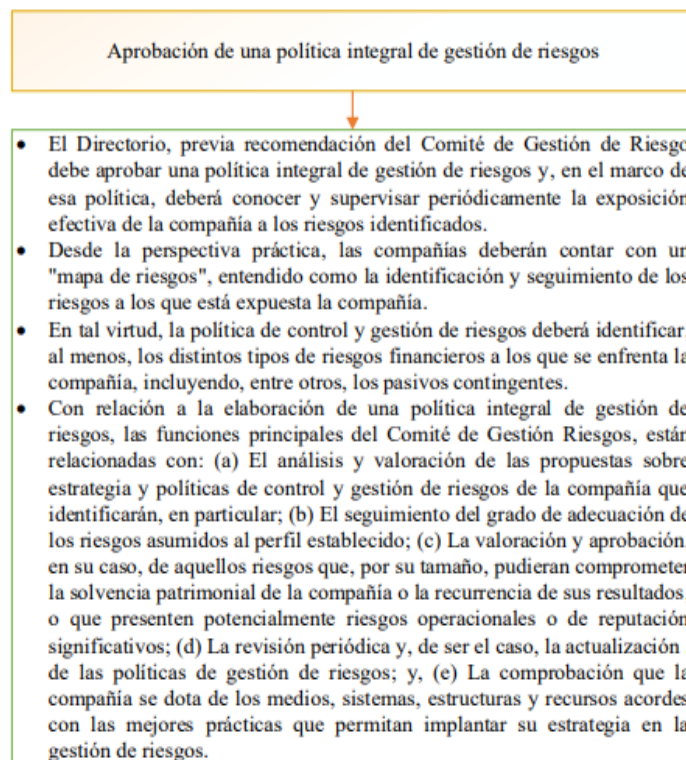 Aprobación de una política integral de gestión de riesgos
• El Directorio, previa recomendación del Comité de Gestión de Riesgo
debe aprobar una política integral de gestión de riesgos y, en el marco de
esa política, deberá conocer y supervisar periódicamente la exposición
efectiva de la compañía a los riesgos identificados.
• Desde la perspectiva práctica, las compañías deberán contar con un
"mapa de riesgos", entendido como la identificación y seguimiento de los
riesgos a los que está expuesta la compañía.
• En tal virtud, la política de control y gestión de riesgos deberá identificar,
al menos, los distintos tipos de riesgos financieros a los que se enfrenta la
compañía, incluyendo, entre otros, los pasivos contingentes.
• Con relación a la elaboración de una política integral de gestión de
riesgos, las funciones principales del Comité de Gestión Riesgos, están
relacionadas con: (a) El análisis y valoración de las propuestas sobre
estrategia y políticas de control y gestión de riesgos de la compañía que
identificarán, en particular; (b) El seguimiento del grado de adecuación de
los riesgos asumidos al perfil establecido; (c) La valoración y aprobación,
en su caso, de aquellos riesgos que, por su tamaño, pudieran comprometer
la solvencia patrimonial de la compañía o la recurrencia de sus resultados,
o que presenten potencialmente riesgos operacionales o de reputación
significativos; (d) La revisión periódica y, de ser el caso, la actualización
de las políticas de gestión de riesgos; y, (e) La comprobación que la
compañía se dota de los medios, sistemas, estructuras y recursos acordes
con las mejores prácticas que permitan implantar su estrategia en la
gestión de riesgos.